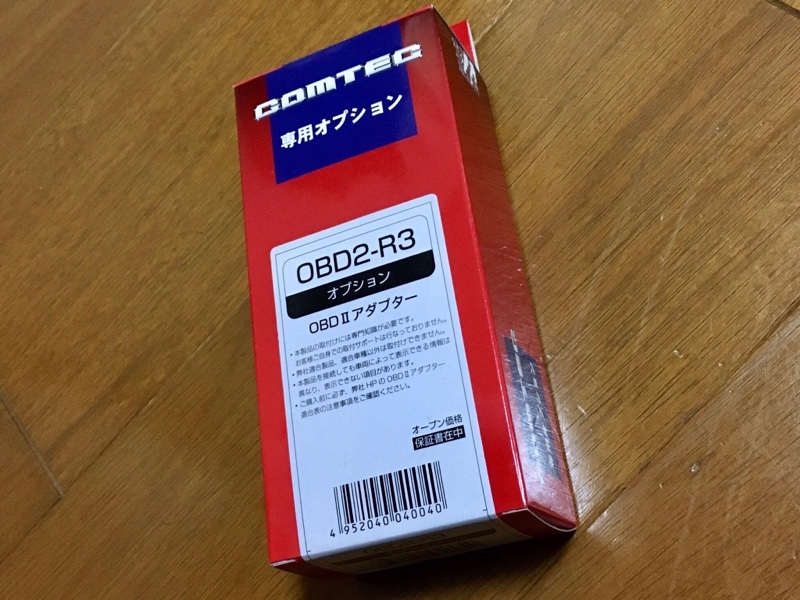 COMTEC
専用オプション
OBD2-R3
オプション
OBDⅡアダプター
・本製品の取付けには専門知識が必要です。
お客様ご自身での取付サポートは行なっておりません。
・弊社適合製品、適合車種以外は取付けできません。
・本製品を接続しても車両によって表示できる情報は
異なり、表示できない項目があります。
・ご購入前に必ず、弊社HPのOBDⅡアダプター
適合表の注意事項をご確認ください。
オープン価格
保証書在中
4 952040 040040